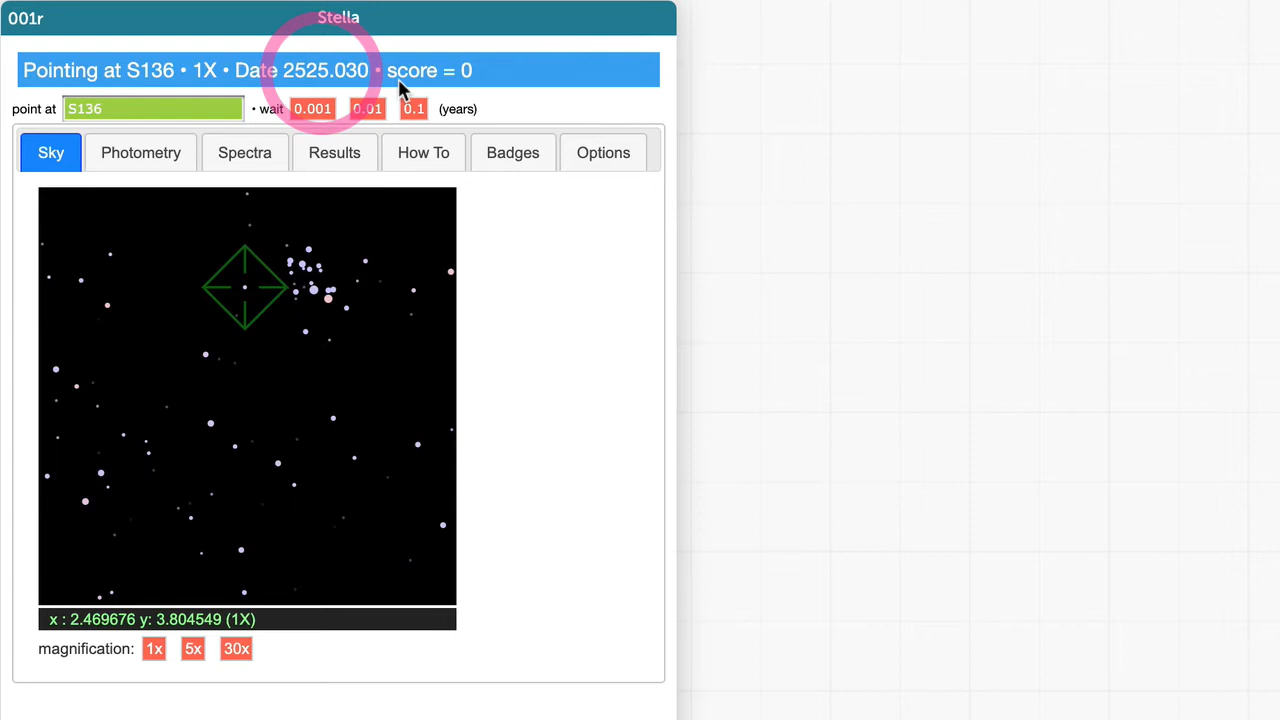 001r
Stella
Pointing at S136 • 1X • Date 2525.030 • score = 0
point at S136 • wait 0.001 0.01 0.1 (years)
Sky Photometry Spectra Results How To Badges Options
x : 2.469676 y: 3.804549 (1X)
magnification: 1x 5x 30x